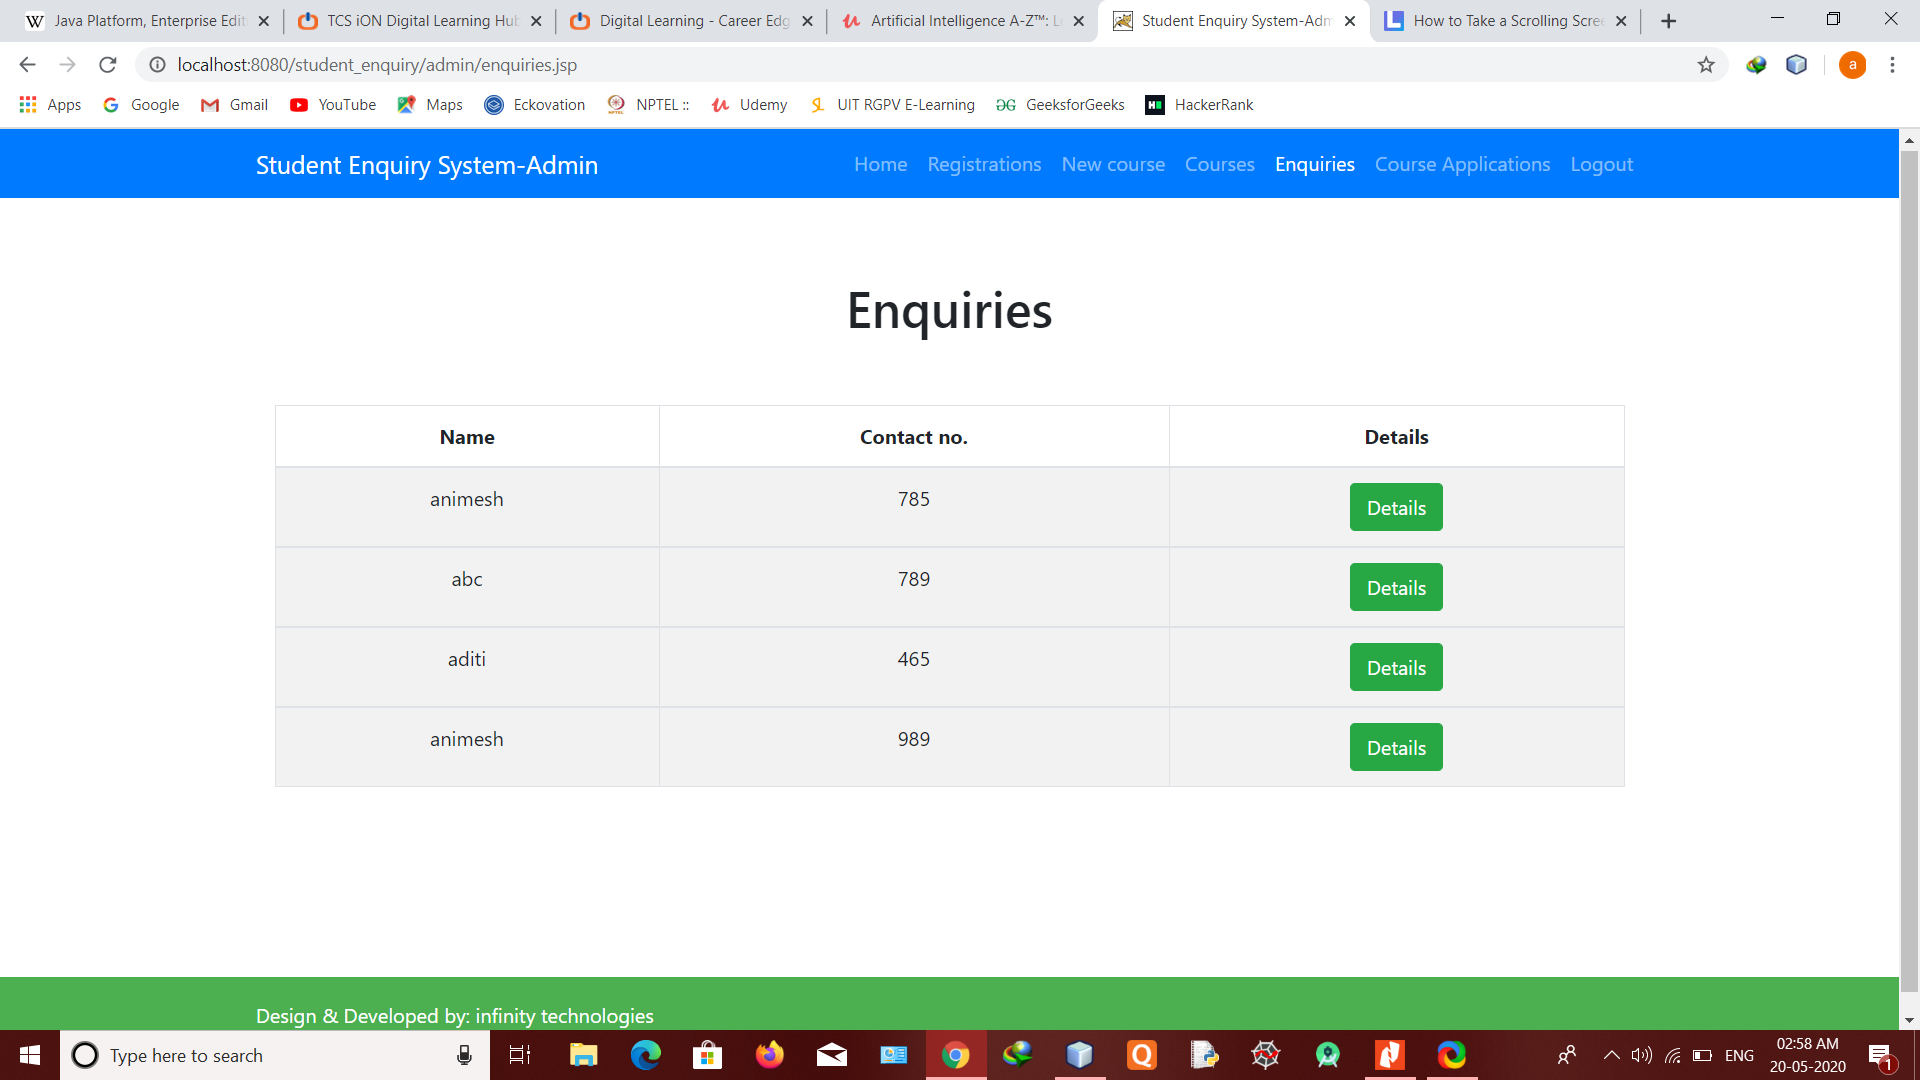 Java Platform, Enterprise Edit
TCS iON Digital Learning Hub
Digital Learning - Career Edg
Artificial Intelligence A-Z™: L
Student Enquiry System-Adm
How to Take a Scrolling Scree
localhost:8080/student_enquiry/admin/enquiries.jsp
a
Apps Google Gmail YouTube Maps Eckovation NPTEL :: Udemy UIT RGPV E-Learning GeeksforGeeks HackerRank
Student Enquiry System-Admin
Home Registrations New course Courses Enquiries Course Applications Logout
Enquiries
Name Contact no. Details
animesh 785 Details
abc 789 Details
aditi 465 Details
animesh 989 Details
Design & Developed by: infinity technologies
Type here to search
ENG
02:58 AM
20-05-2020
1